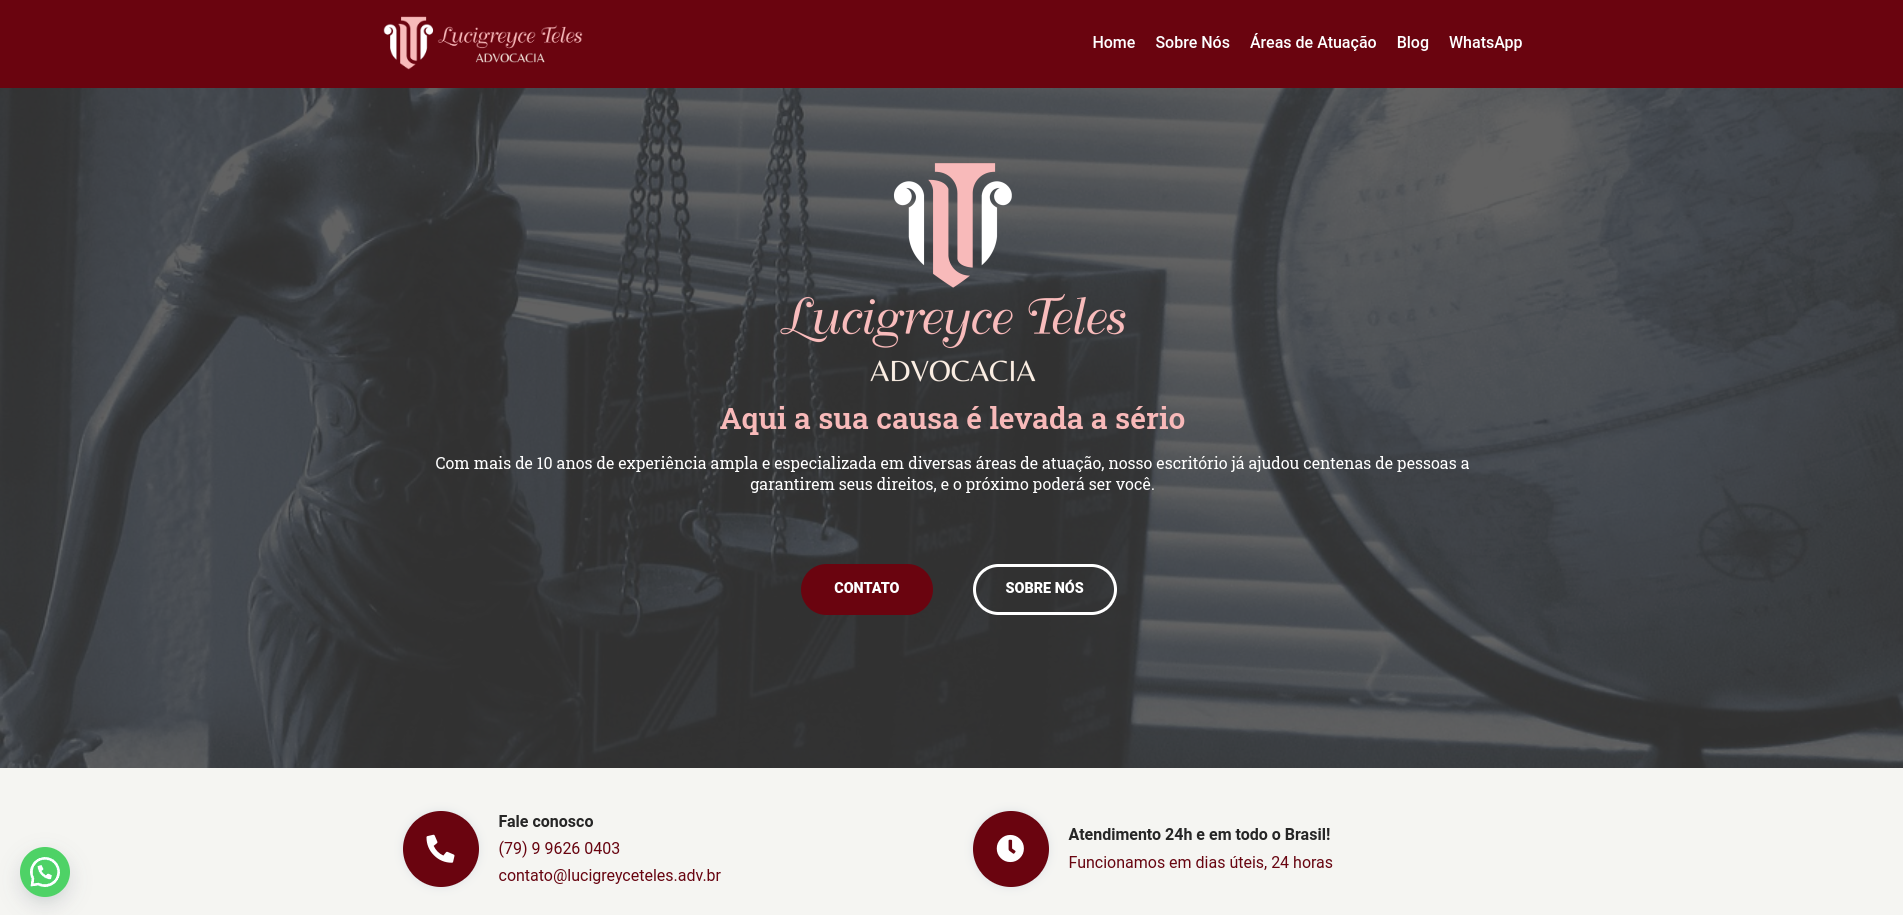 Lucigreyce Teles
ADVOCACIA
Home Sobre Nós Áreas de Atuação Blog WhatsApp
Lucigreyce Teles
ADVOCACIA
Aqui a sua causa é levada a sério
Com mais de 10 anos de experiência ampla e especializada em diversas áreas de atuação, nosso escritório já ajudou centenas de pessoas a
garantirem seus direitos, e o próximo poderá ser você.
CONTATO
SOBRE NÓS
Fale conosco
(79) 9 9626 0403
contato@lucigreyceteles.adv.br
Atendimento 24h e em todo o Brasil!
Funcionamos em dias úteis, 24 horas